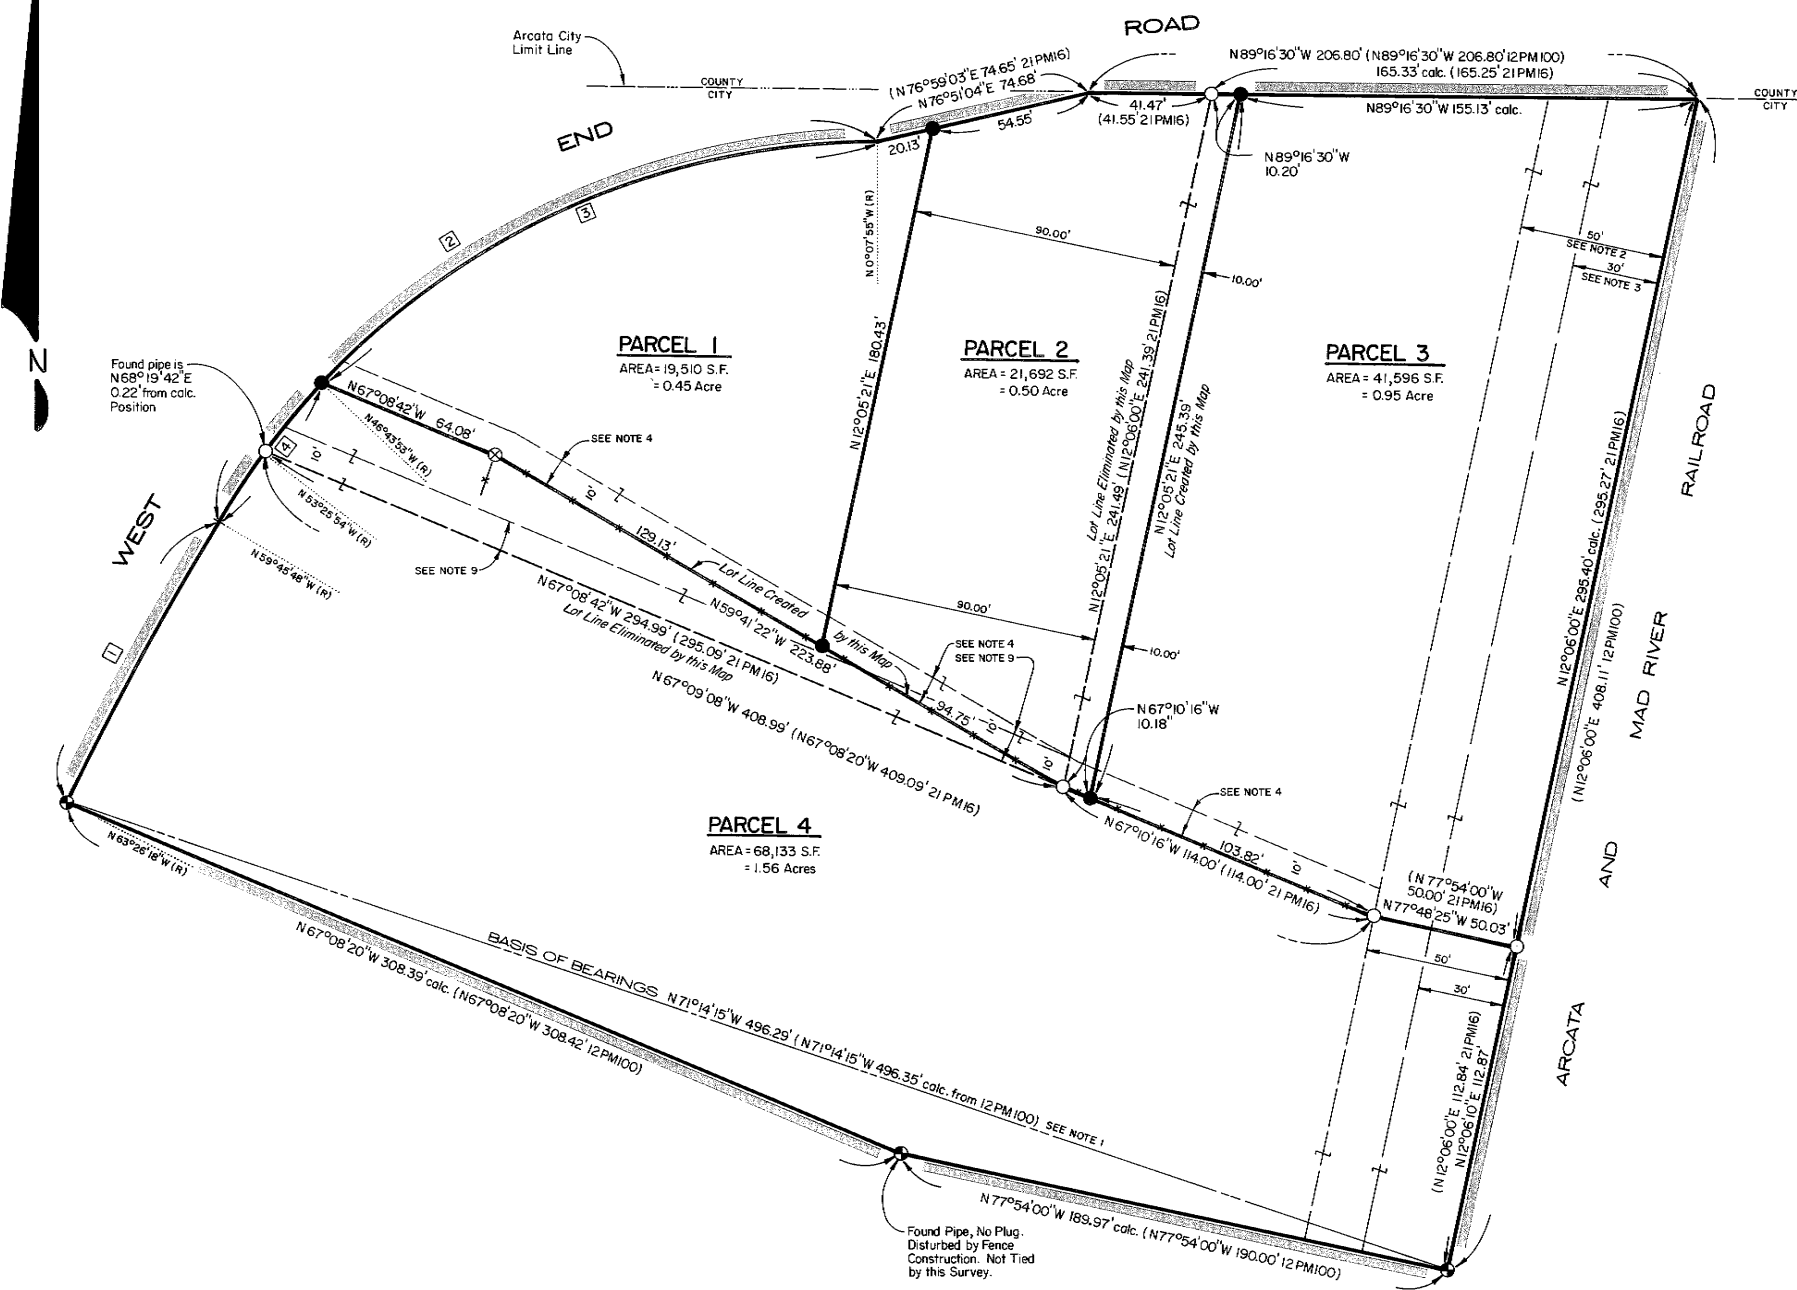 ROAD
Arcata City
Limit Line
COUNTY
CITY
(N76°59'03"E 74.65' 21PM16)
N76°51'04"E 74.68'
N89°16'30"W 206.80' (N89°16'30"W 206.80' 12PM100)
165.33' calc. (165.25' 21PM16)
41.47'
(41.55' 21PM16)
N89°16'30"W 155.13' calc.
COUNTY
CITY
END
20.13'
54.55'
N89°16'30"W
10.20'
2
3
N0°07'55"W (R)
90.00'
10.00'
50'
SEE NOTE 2
30'
SEE NOTE 3
N
PARCEL 1
AREA = 19,510 S.F.
= 0.45 Acre
PARCEL 2
AREA = 21,692 S.F.
= 0.50 Acre
PARCEL 3
AREA = 41,596 S.F.
= 0.95 Acre
N12°05'21"E 180.43'
Lot Line Eliminated by this Map
N12°05'21"E 241.49' (N12°06'00"E 241.39' 21PM16)
N12°05'21"E 245.39'
Lot Line Created by this Map
N12°06'00"E 295.40' calc. (295.27' 21PM16)
(N12°06'00"E 408.11' 12PM100)
RAILROAD
MAD RIVER
AND
ARCATA
Found pipe is
N68°19'42"E
0.22' from calc.
Position
N67°08'42"W
64.08'
N46°43'53"W (R)
SEE NOTE 4
10'
4
10'
N53°25'54"W (R)
WEST
N59°45'48"W (R)
SEE NOTE 9
129.13'
Lot Line Created
by this Map
N59°41'22"W 223.88'
N67°08'42"W 294.99' (295.09' 21PM16)
Lot Line Eliminated by this Map
90.00'
10.00'
SEE NOTE 4
SEE NOTE 9
1
N67°09'08"W 408.99' (N67°08'20"W 409.09' 21PM16)
94.75'
10'
10'
N67°10'16"W
10.18"
SEE NOTE 4
PARCEL 4
AREA = 68,133 S.F.
= 1.56 Acres
103.82'
10'
N67°10'16"W 114.00' (114.00' 21PM16)
(N77°54'00"W
50.00' 21PM16)
N77°48'25"W 50.03'
N63°26'18"W (R)
50'
30'
N67°08'20"W 308.39' calc. (N67°08'20"W 308.42' 12PM100)
BASIS OF BEARINGS N71°14'15"W 496.29' (N71°14'15"W 496.35' calc. from 12PM100) SEE NOTE 1
(N12°06'00"E 112.84' 21PM16)
N12°06'10"E 112.87'
N77°54'00"W 189.97' calc. (N77°54'00"W 190.00' 12PM100)
Found Pipe, No Plug.
Disturbed by Fence
Construction. Not Tied
by this Survey.